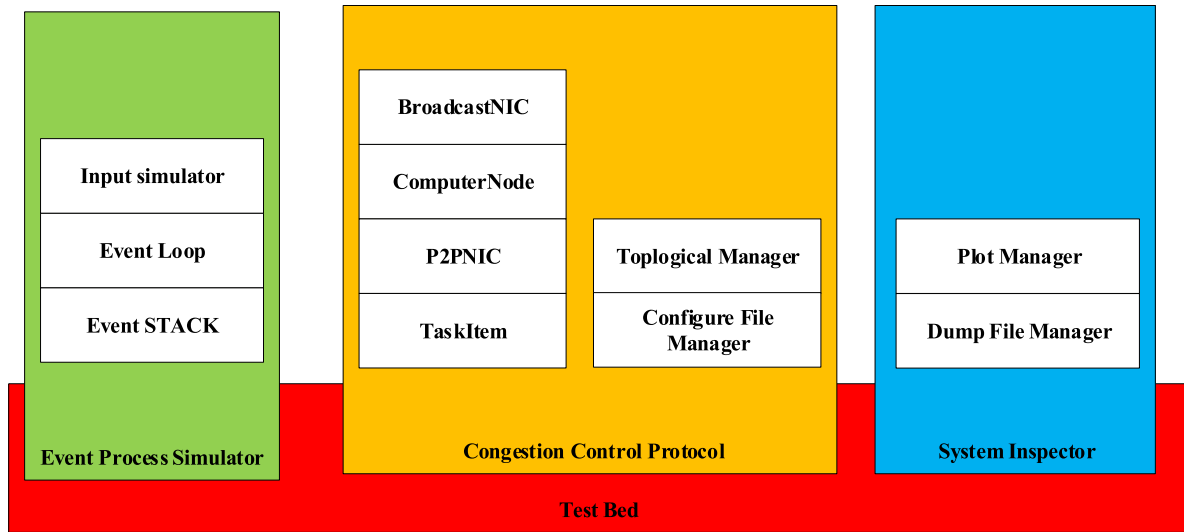 Input simulator
Event Loop
Event STACK
Event Process Simulator
BroadcastNIC
ComputerNode
P2PNIC
TaskItem
Toplogical Manager
Configure File
Manager
Congestion Control Protocol
Plot Manager
Dump File Manager
System Inspector
Test Bed